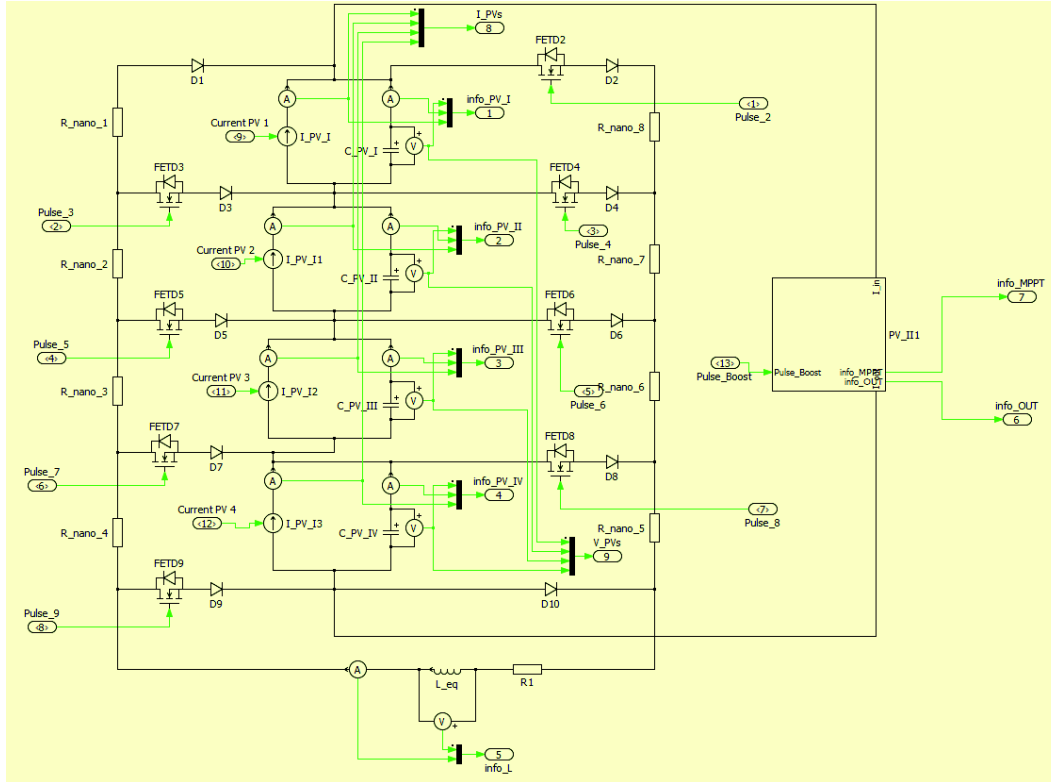 I_PVs
8
FETD2
D1
D2
A
A
info_PV_I
1
<1>
Pulse_2
R_nano_1
Current PV 1
<9>
I_PV_I
C_PV_I
+
+
V
R_nano_8
FETD3
FETD4
D3
D4
Pulse_3
<2>
A
A
info_PV_II
2
<3>
Pulse_4
R_nano_2
Current PV 2
<10>
I_PV_I1
C_PV_II
+
+
V
R_nano_7
FETD5
FETD6
I_in
info_MPPT
7
D5
D6
PV_II1
Pulse_5
<4>
A
A
info_PV_III
3
<13>
Pulse_Boost
Pulse_Boost
info_MPPT
info_OUT
R_nano_3
Current PV 3
<11>
I_PV_I2
C_PV_III
+
+
V
<5>
Pulse_6
R_nano_6
info_OUT
6
FETD7
FETD8
D7
D8
Pulse_7
<6>
A
A
info_PV_IV
4
<7>
Pulse_8
R_nano_4
Current PV 4
<12>
I_PV_I3
C_PV_IV
+
+
V
R_nano_5
V_PVs
9
FETD9
D9
D10
Pulse_9
<8>
A
L_eq
R1
V
+
5
info_L